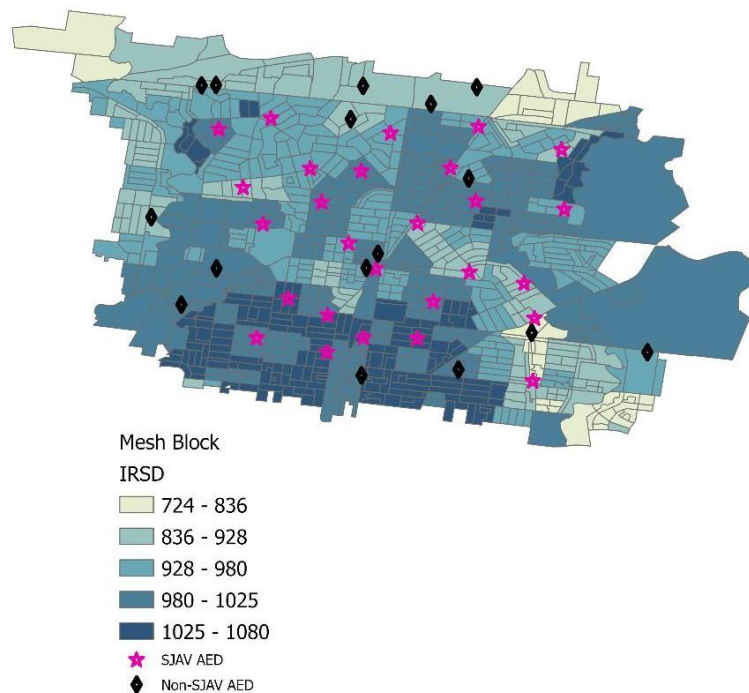 Mesh Block
IRSD
724 - 836
836 - 928
928 - 980
980 - 1025
1025 - 1080
SJAV AED
Non-SJAV AED